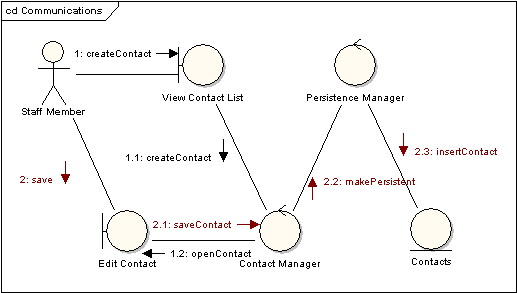 cd Communications
1: createContact
Staff Member
View Contact List
Persistence Manager
1.1: createContact
2.3: insertContact
2: save
2.2: makePersistent
2.1: saveContact
1.2: openContact
Edit Contact
Contact Manager
Contacts